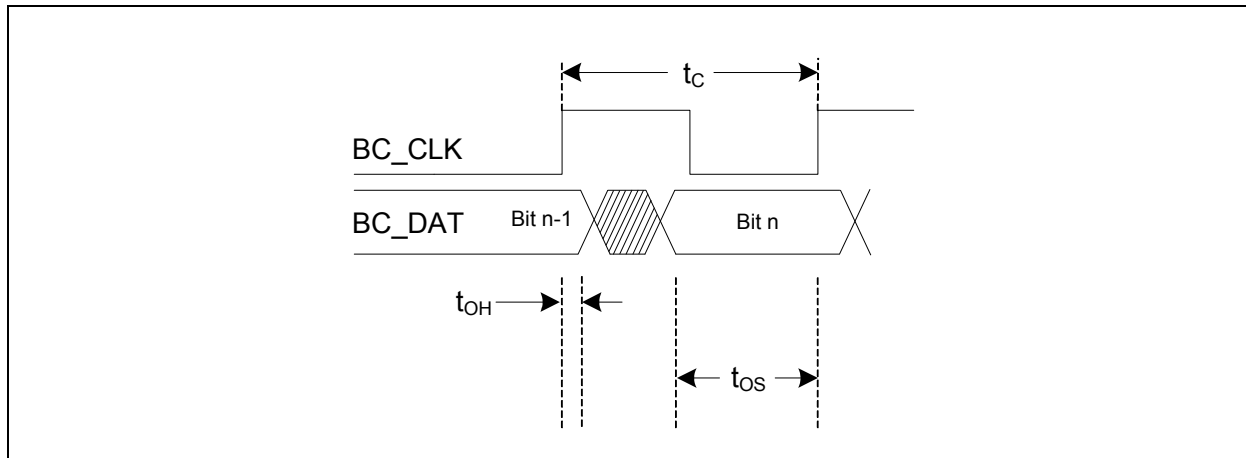 tC
BC_CLK
BC_DAT
Bit n-1
Bit n
tOH
tOS